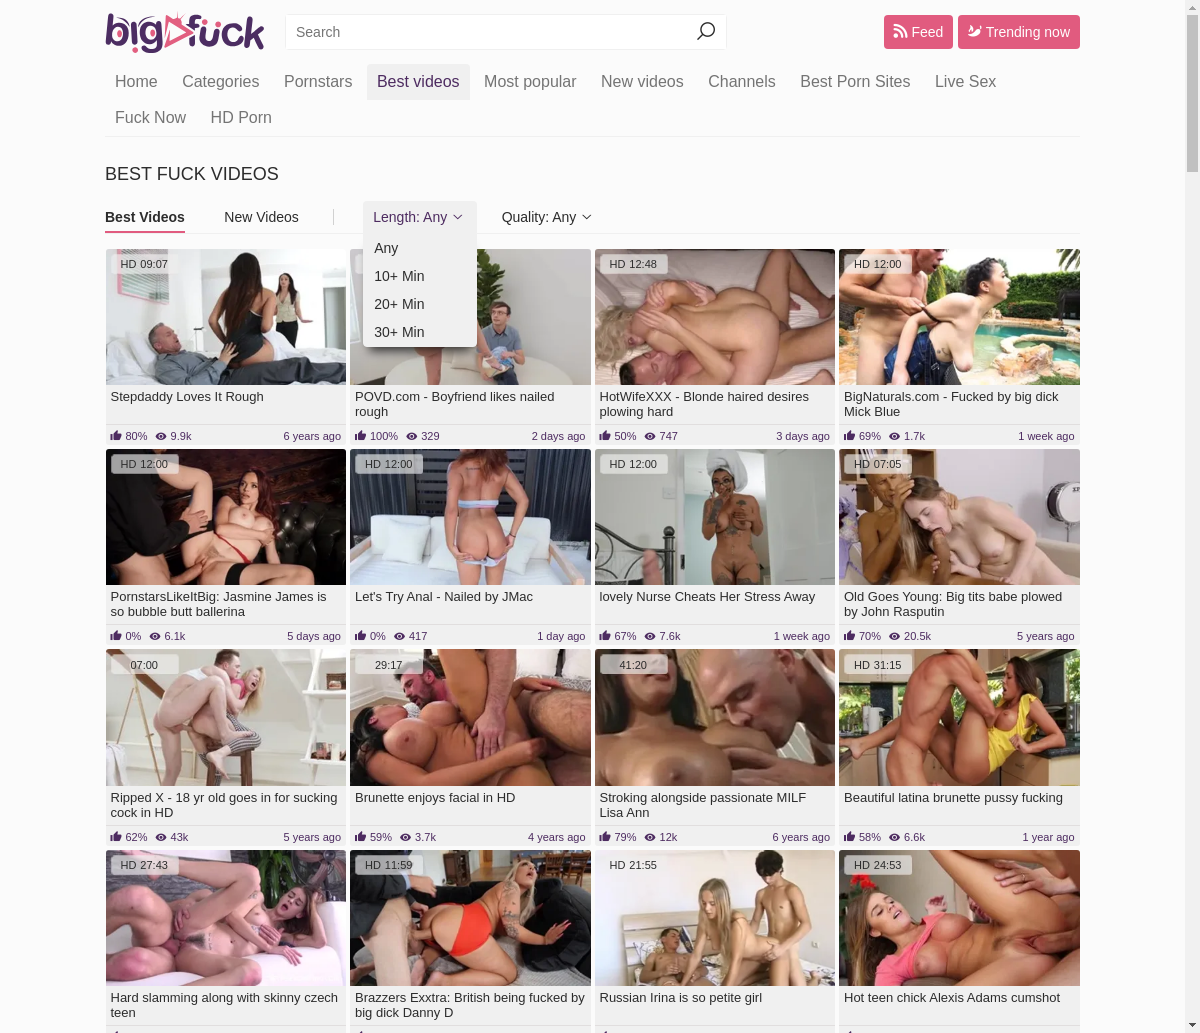 bigfuck
Search
Feed
Trending now
Home Categories Pornstars Best videos Most popular New videos Channels Best Porn Sites Live Sex
Fuck Now HD Porn
BEST FUCK VIDEOS
Best Videos New Videos Length: Any Quality: Any
Any
10+ Min
20+ Min
30+ Min
HD 09:07
Stepdaddy Loves It Rough
80% 9.9k 6 years ago
POVD.com - Boyfriend likes nailed
rough
100% 329 2 days ago
HD 12:48
HotWifeXXX - Blonde haired desires
plowing hard
50% 747 3 days ago
HD 12:00
BigNaturals.com - Fucked by big dick
Mick Blue
69% 1.7k 1 week ago
HD 12:00
PornstarsLikeItBig: Jasmine James is
so bubble butt ballerina
0% 6.1k 5 days ago
HD 12:00
Let's Try Anal - Nailed by JMac
0% 417 1 day ago
HD 12:00
lovely Nurse Cheats Her Stress Away
67% 7.6k 1 week ago
HD 07:05
Old Goes Young: Big tits babe plowed
by John Rasputin
70% 20.5k 5 years ago
07:00
Ripped X - 18 yr old goes in for sucking
cock in HD
62% 43k 5 years ago
29:17
Brunette enjoys facial in HD
59% 3.7k 4 years ago
41:20
Stroking alongside passionate MILF
Lisa Ann
79% 12k 6 years ago
HD 31:15
Beautiful latina brunette pussy fucking
58% 6.6k 1 year ago
HD 27:43
Hard slamming along with skinny czech
teen
HD 11:59
Brazzers Exxtra: British being fucked by
big dick Danny D
HD 21:55
Russian Irina is so petite girl
HD 24:53
Hot teen chick Alexis Adams cumshot